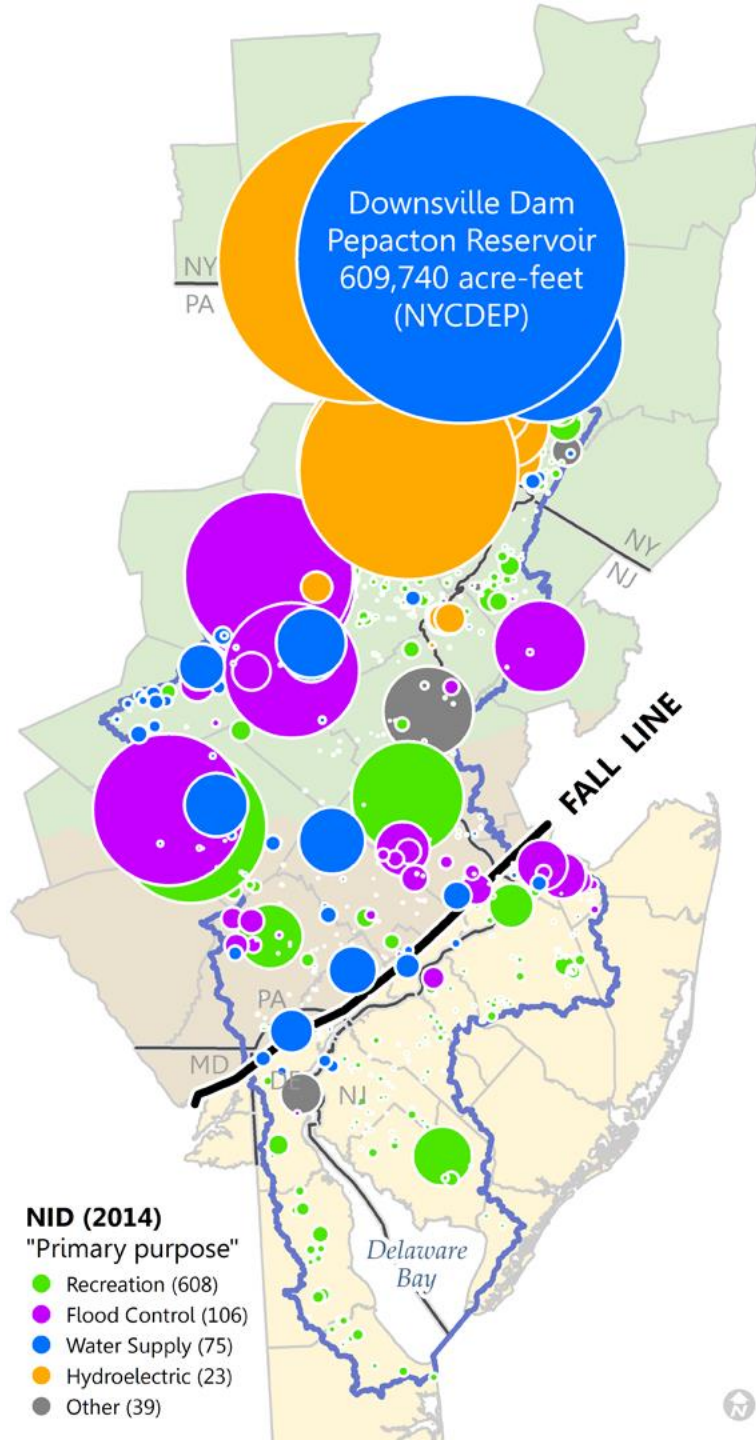 Downsville Dam
Pepacton Reservoir
609,740 acre-feet
(NYCDEP)
NY
PA
NY
NJ
FALL LINE
PA
MD
DE
NJ
Delaware
Bay
NID (2014)
"Primary purpose"
Recreation (608)
Flood Control (106)
Water Supply (75)
Hydroelectric (23)
Other (39)
N